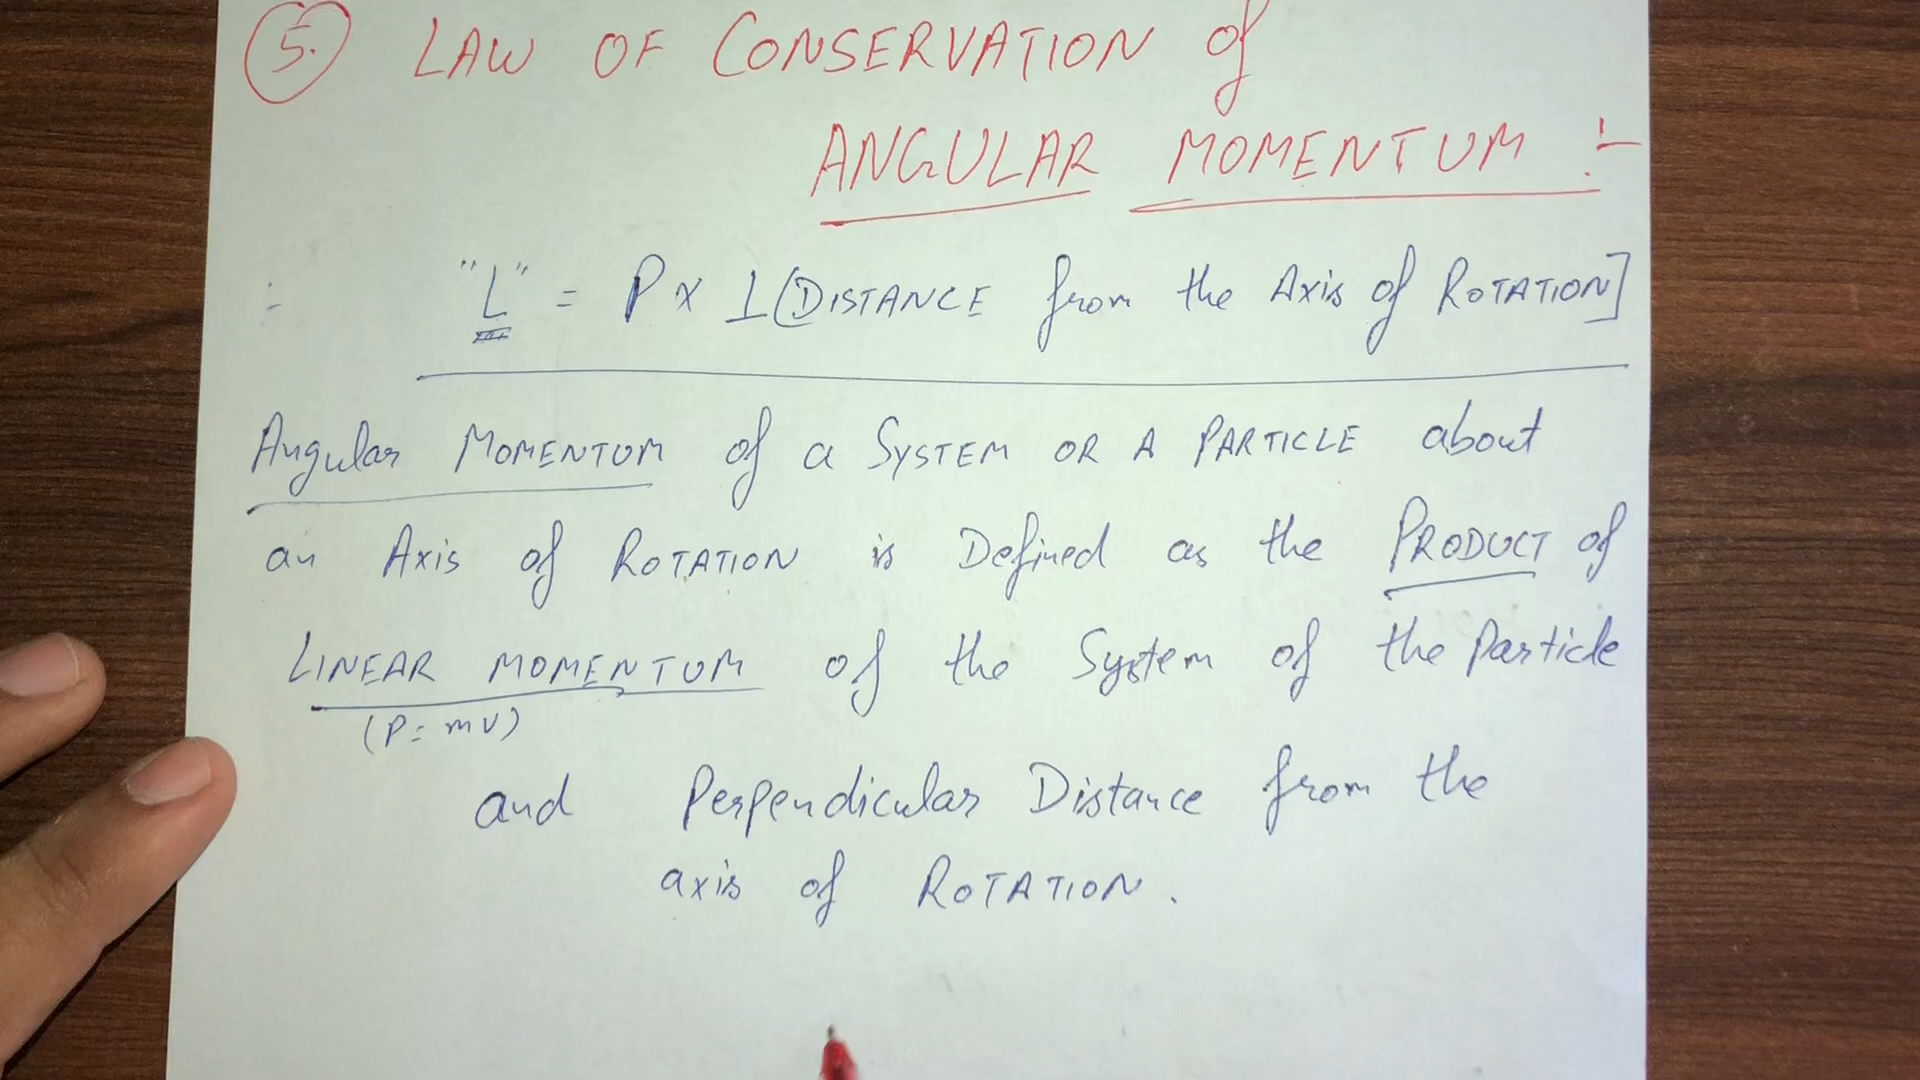 5. LAW OF CONSERVATION of
ANGULAR MOMENTUM :-
:- "L" = P x ⊥ [DISTANCE from the Axis of ROTATION]
Angular MOMENTUM of a SYSTEM OR A PARTICLE about
an Axis of ROTATION is Defined as the PRODUCT of
LINEAR MOMENTUM of the System of the Particle
(P = mv)
and Perpendicular Distance from the
axis of ROTATION.